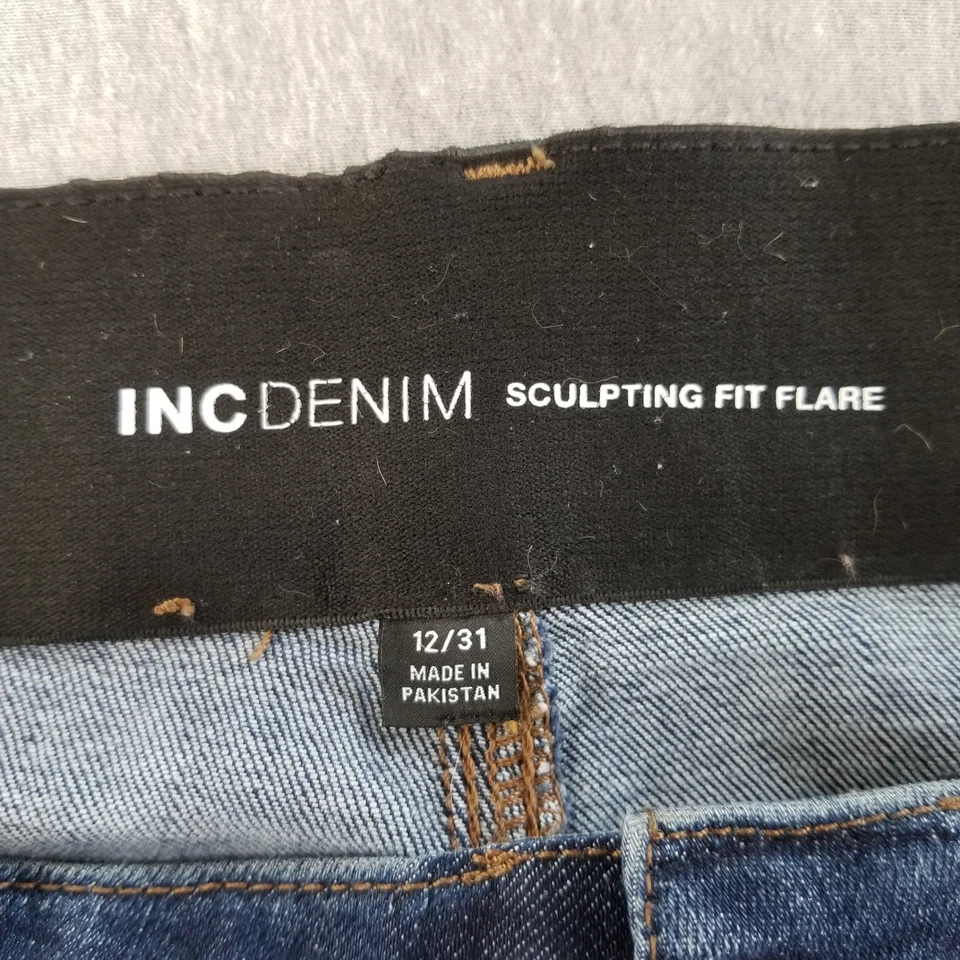 INCDENIM SCULPTING FIT FLARE
12/31
MADE IN
PAKISTAN